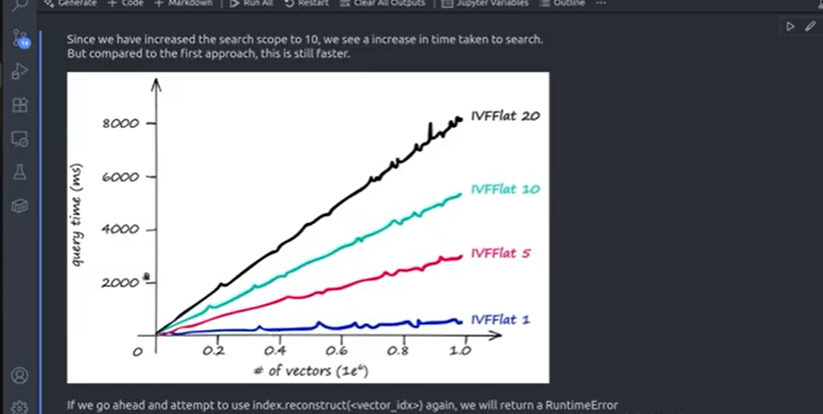 Generate + Code + Markdown | Run All Restart Clear All Outputs | Jupyter Variables Outline ...
Since we have increased the search scope to 10, we see a increase in time taken to search.
But compared to the first approach, this is still faster.
8000
6000
4000
2000
0
query time (ms)
IVFFlat 20
IVFFlat 10
IVFFlat 5
IVFFlat 1
0.2 0.4 0.6 0.8 1.0
# of vectors (1e⁶)
If we go ahead and attempt to use index.reconstruct(<vector_idx>) again, we will return a RuntimeError